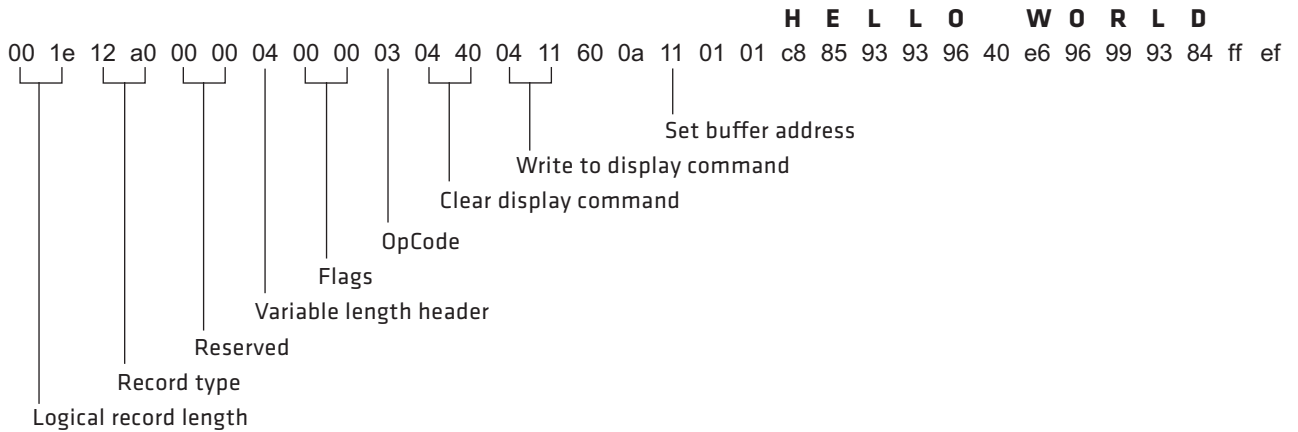 H E L L O W O R L D
00 1e 12 a0 00 00 04 00 00 03 04 40 04 11 60 0a 11 01 01 c8 85 93 93 96 40 e6 96 99 93 84 ff ef
Set buffer address
Write to display command
Clear display command
OpCode
Flags
Variable length header
Reserved
Record type
Logical record length